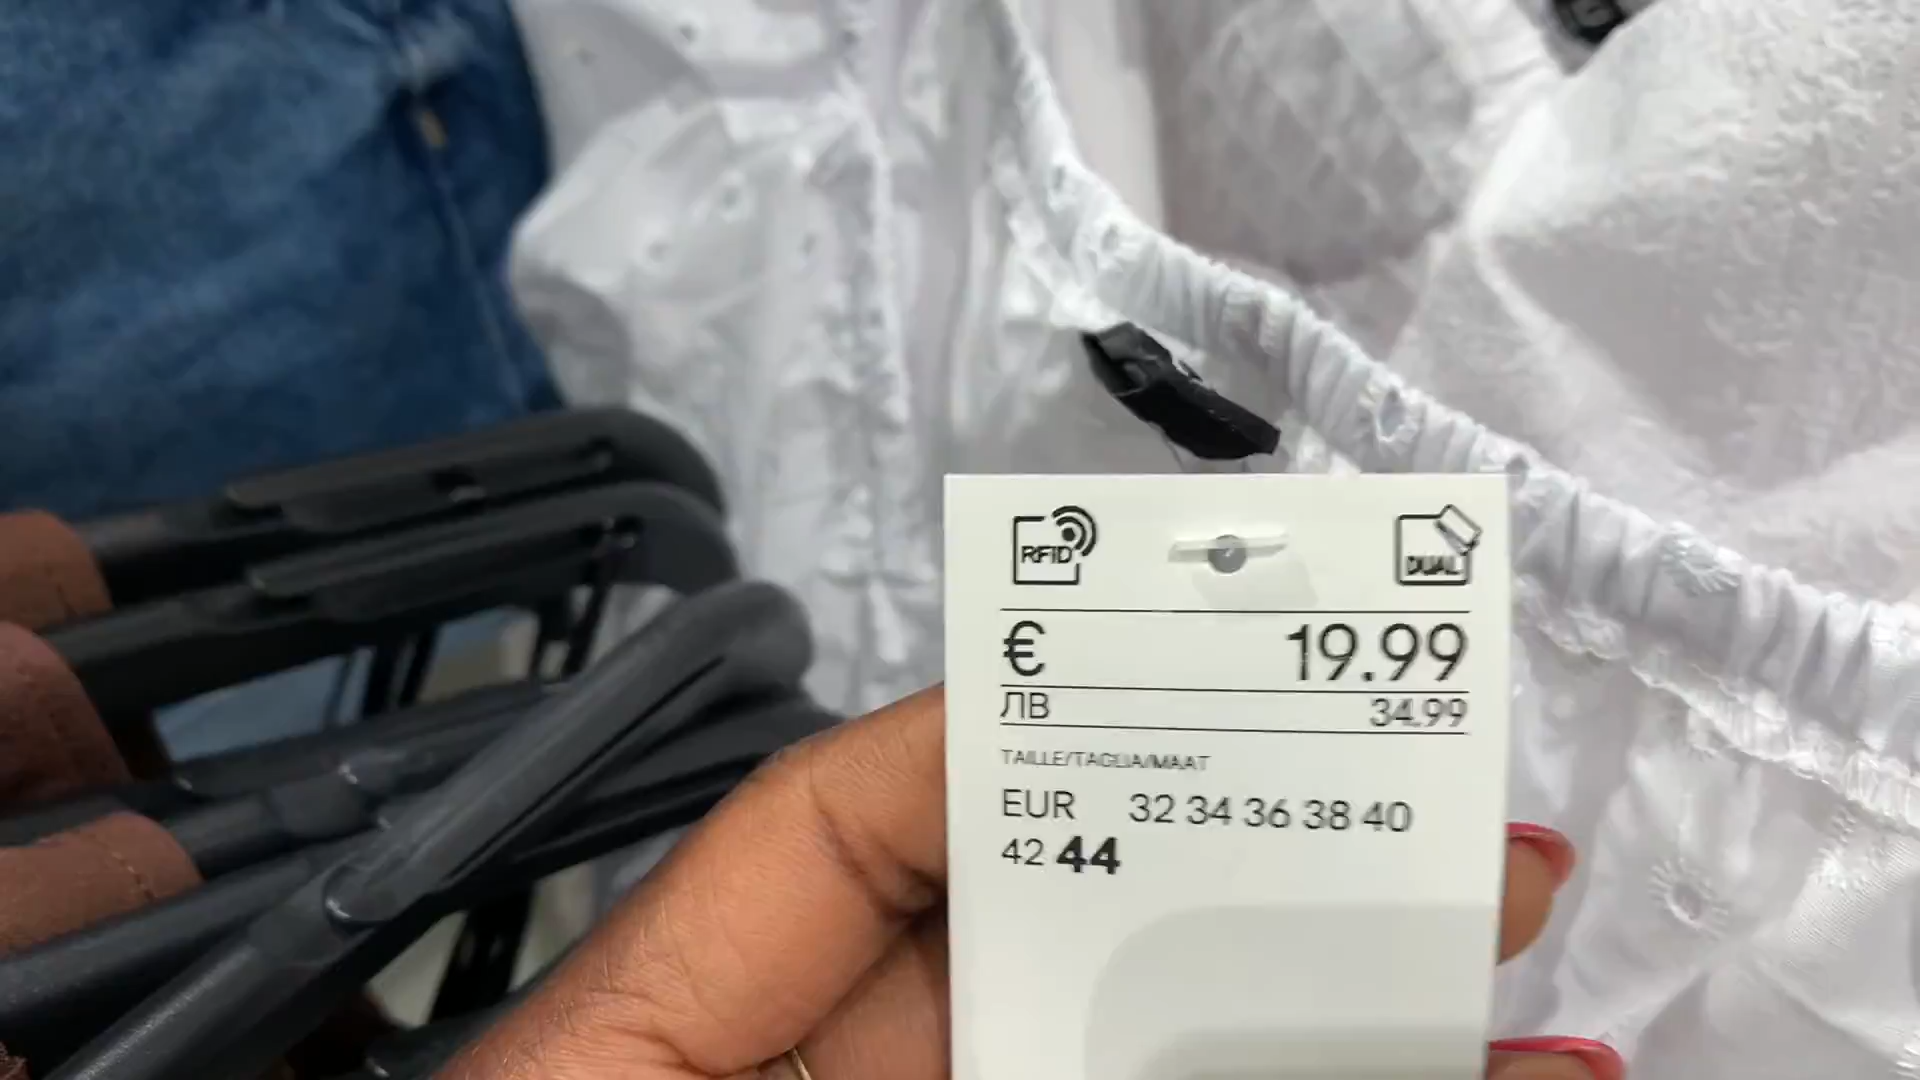 RFID
DUAL
€ 19.99
ЛВ 34.99
TAILLE/TAGLIA/MAAT
EUR 32 34 36 38 40
42 44